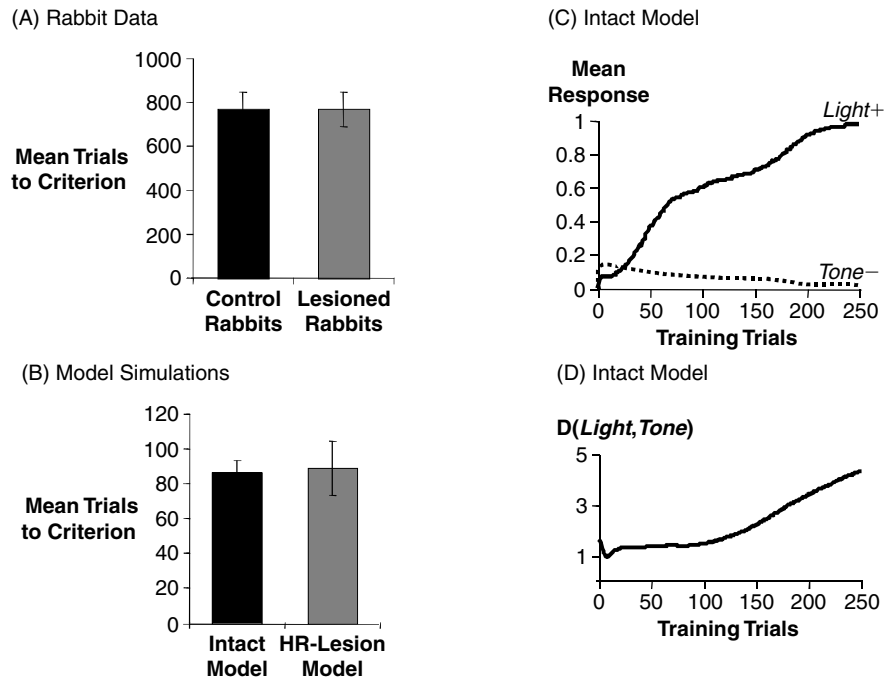 (A) Rabbit Data
1000
800
600
400
200
0
Mean Trials
to Criterion
Control
Rabbits
Lesioned
Rabbits
(B) Model Simulations
120
100
80
60
40
20
0
Mean Trials
to Criterion
Intact
Model
HR-Lesion
Model
(C) Intact Model
Mean
Response
1
0.8
0.6
0.4
0.2
0
Light+
Tone−
0 50 100 150 200 250
Training Trials
(D) Intact Model
D(Light,Tone)
5
3
1
0 50 100 150 200 250
Training Trials